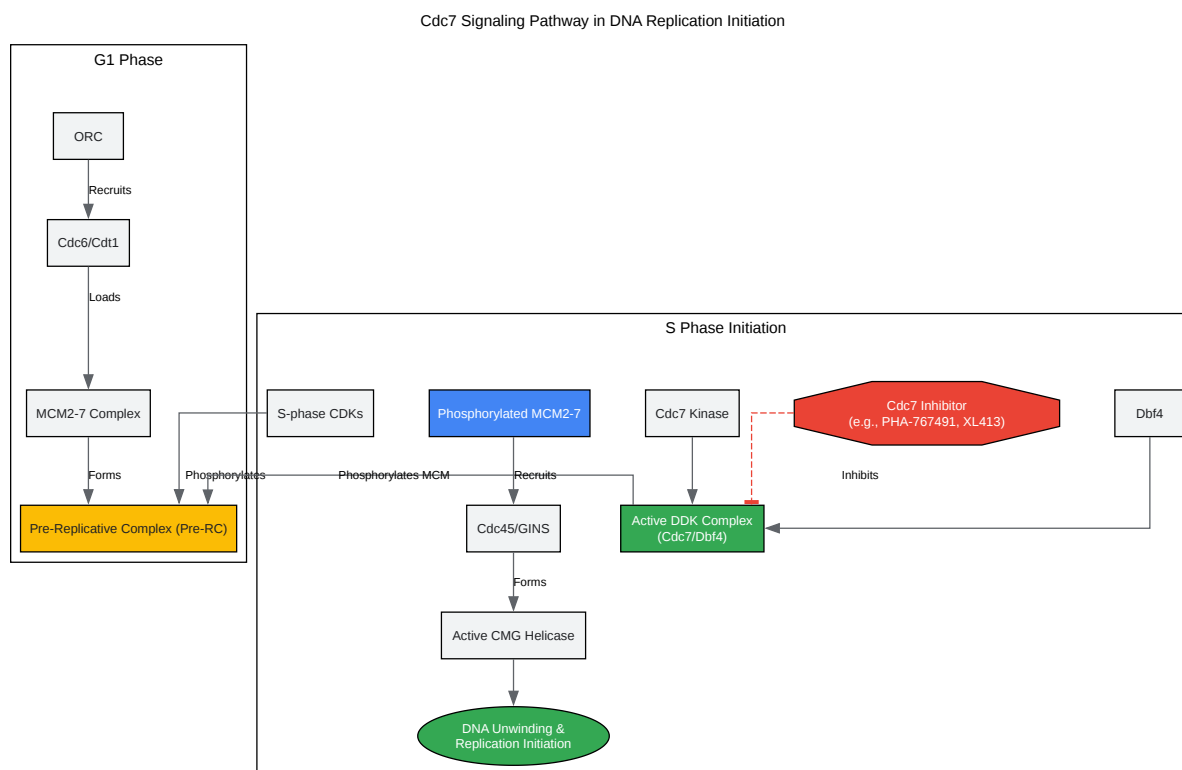 Cdc7 Signaling Pathway in DNA Replication Initiation
G1 Phase
ORC
Recruits
Cdc6/Cdt1
Loads
MCM2-7 Complex
Forms
Pre-Replicative Complex (Pre-RC)
S Phase Initiation
S-phase CDKs
Phosphorylated MCM2-7
Cdc7 Kinase
Cdc7 Inhibitor
(e.g., PHA-767491, XL413)
Dbf4
Phosphorylates
Phosphorylates MCM
Recruits
Inhibits
Cdc45/GINS
Active DDK Complex
(Cdc7/Dbf4)
Forms
Active CMG Helicase
DNA Unwinding &
Replication Initiation